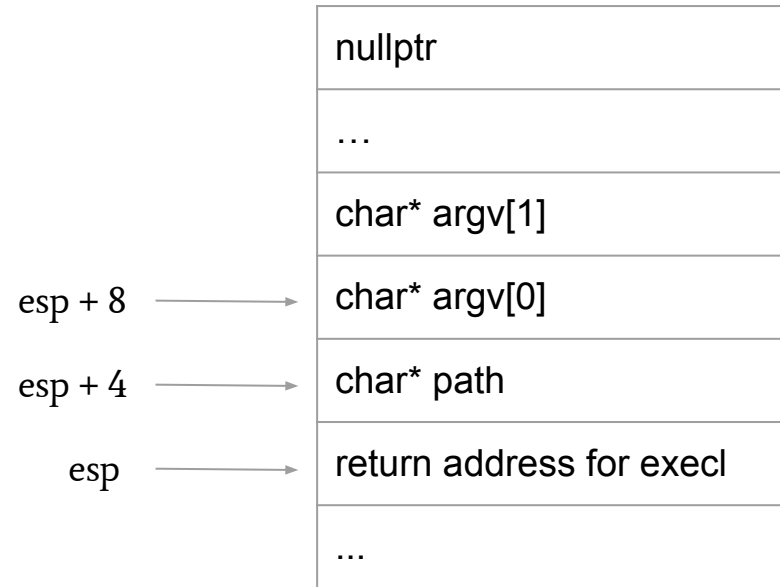 nullptr
…
char* argv[1]
esp + 8 char* argv[0]
esp + 4 char* path
esp return address for execl
...